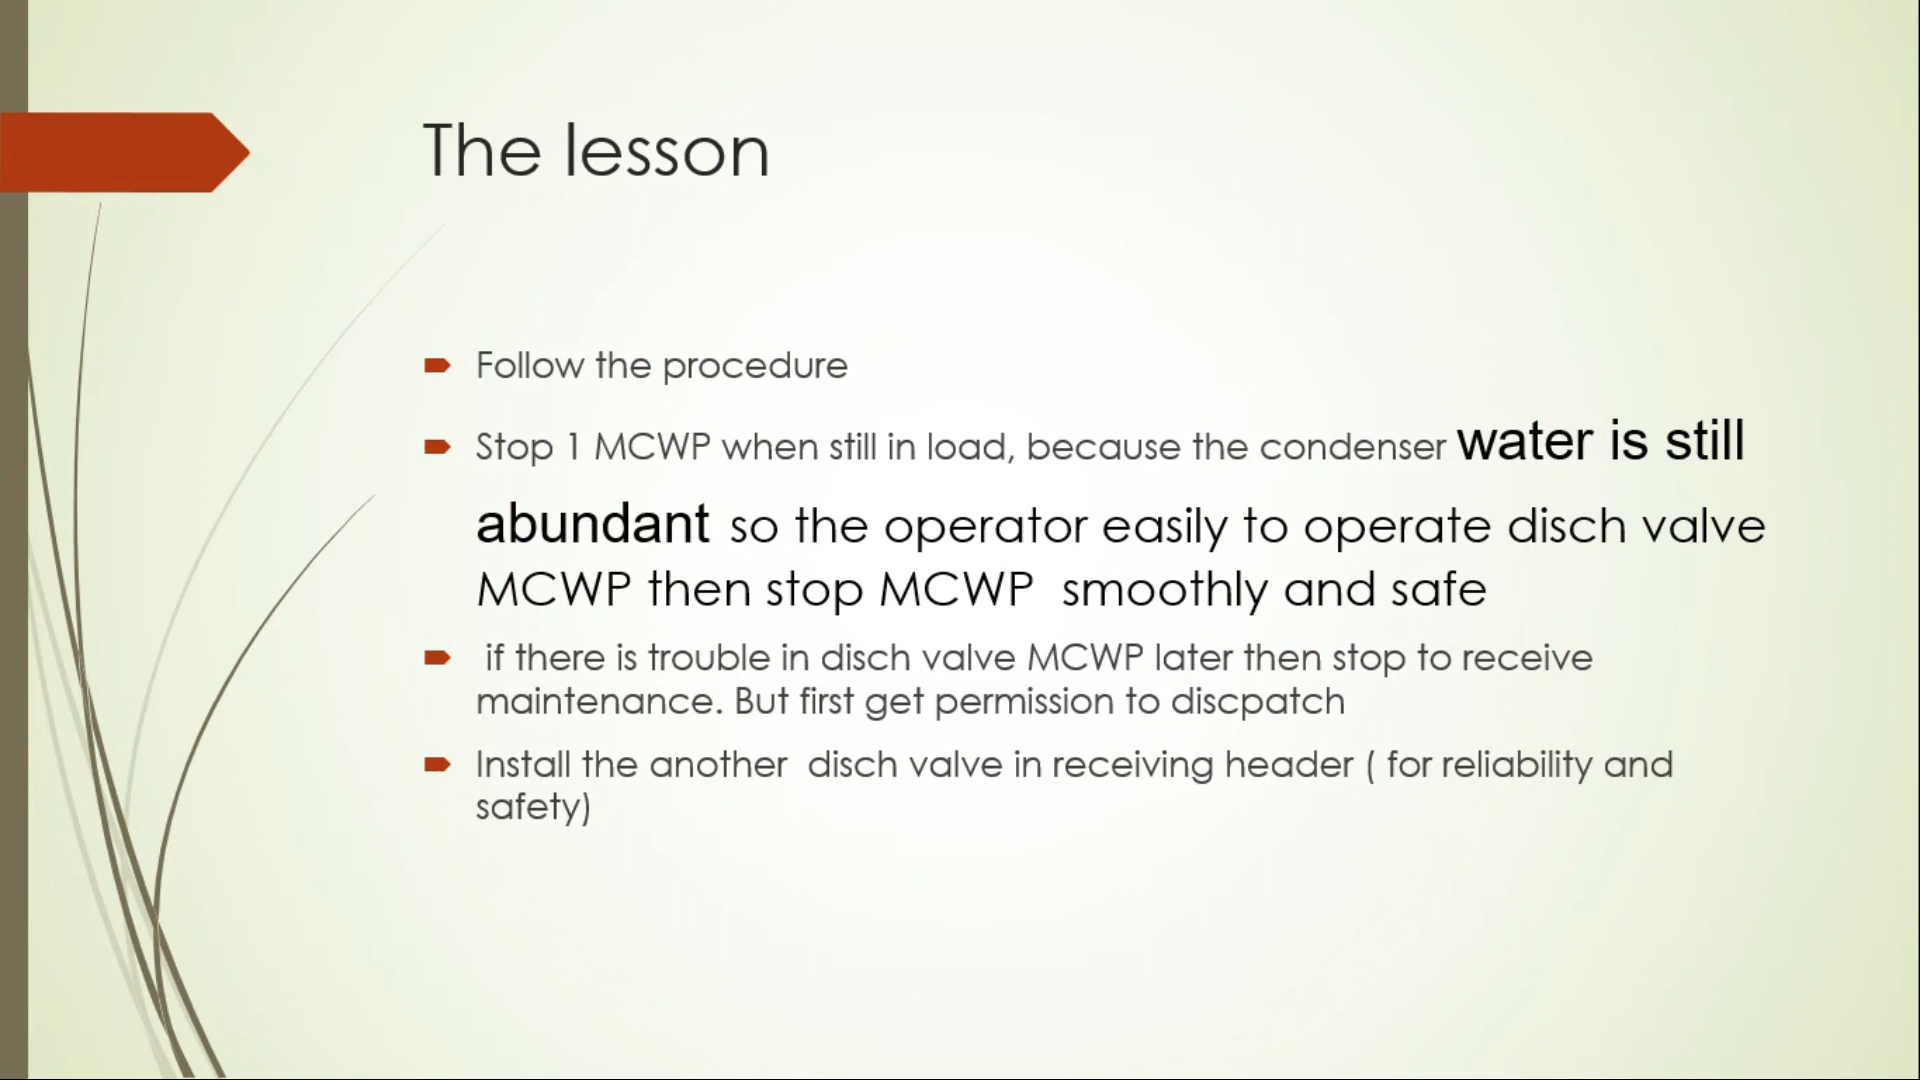 The lesson
Follow the procedure
Stop 1 MCWP when still in load, because the condenser water is still
abundant so the operator easily to operate disch valve
MCWP then stop MCWP  smoothly and safe
if there is trouble in disch valve MCWP later then stop to receive
maintenance. But first get permission to discpatch
Install the another  disch valve in receiving header ( for reliability and
safety)